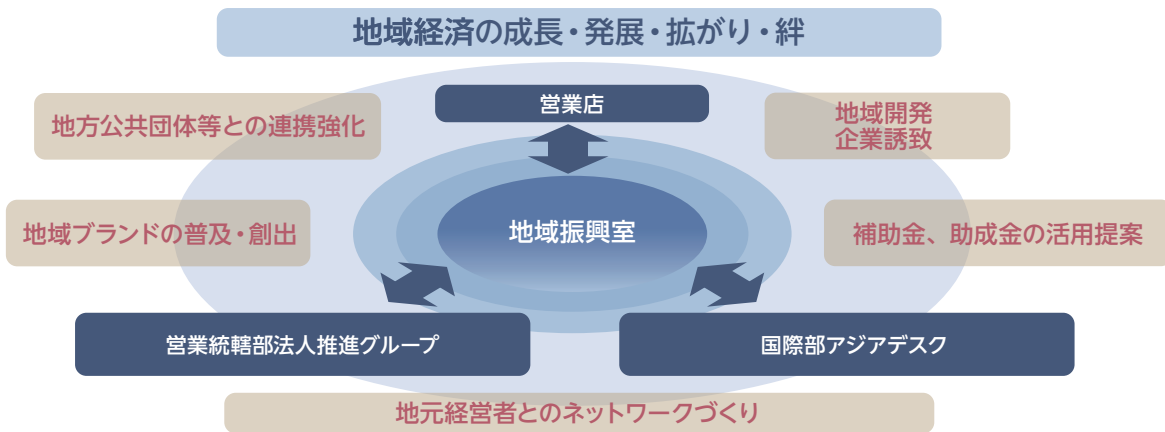 地域経済の成長・発展・拡がり・絆
営業店
地方公共団体等との連携強化
地域開発
企業誘致
地域ブランドの普及・創出
地域振興室
補助金、助成金の活用提案
営業統轄部法人推進グループ
国際部アジアデスク
地元経営者とのネットワークづくり